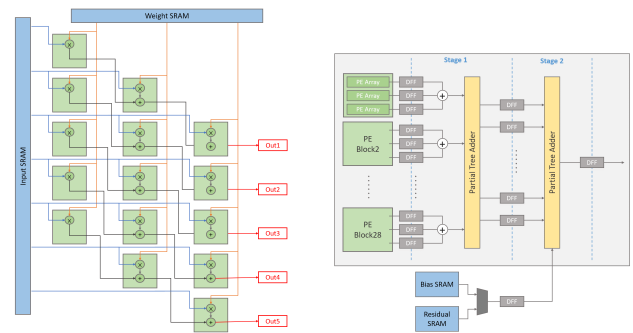 Weight SRAM
Input SRAM
×
×
×
+
×
×
+
×
+
Out1
×
×
+
×
+
Out2
×
×
+
×
+
Out3
×
+
×
+
Out4
×
+
Out5
Stage 1
Stage 2
PE Array
PE Array
PE Array
DFF
DFF
DFF
+
PE
Block2
DFF
DFF
DFF
+
PE
Block28
DFF
DFF
DFF
+
Partial Tree Adder
DFF
DFF
DFF
DFF
Partial Tree Adder
DFF
Bias SRAM
Residual
SRAM
DFF